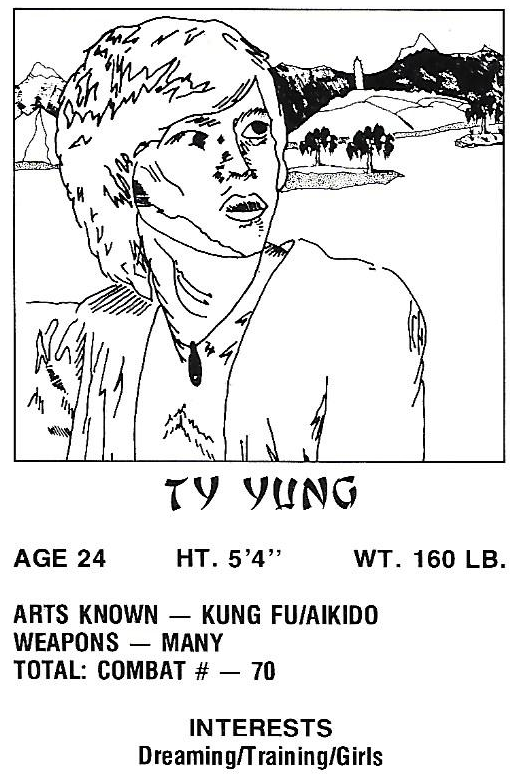 TY YUNG
AGE 24 HT. 5'4'' WT. 160 LB.
ARTS KNOWN — KUNG FU/AIKIDO
WEAPONS — MANY
TOTAL: COMBAT # — 70
INTERESTS
Dreaming/Training/Girls